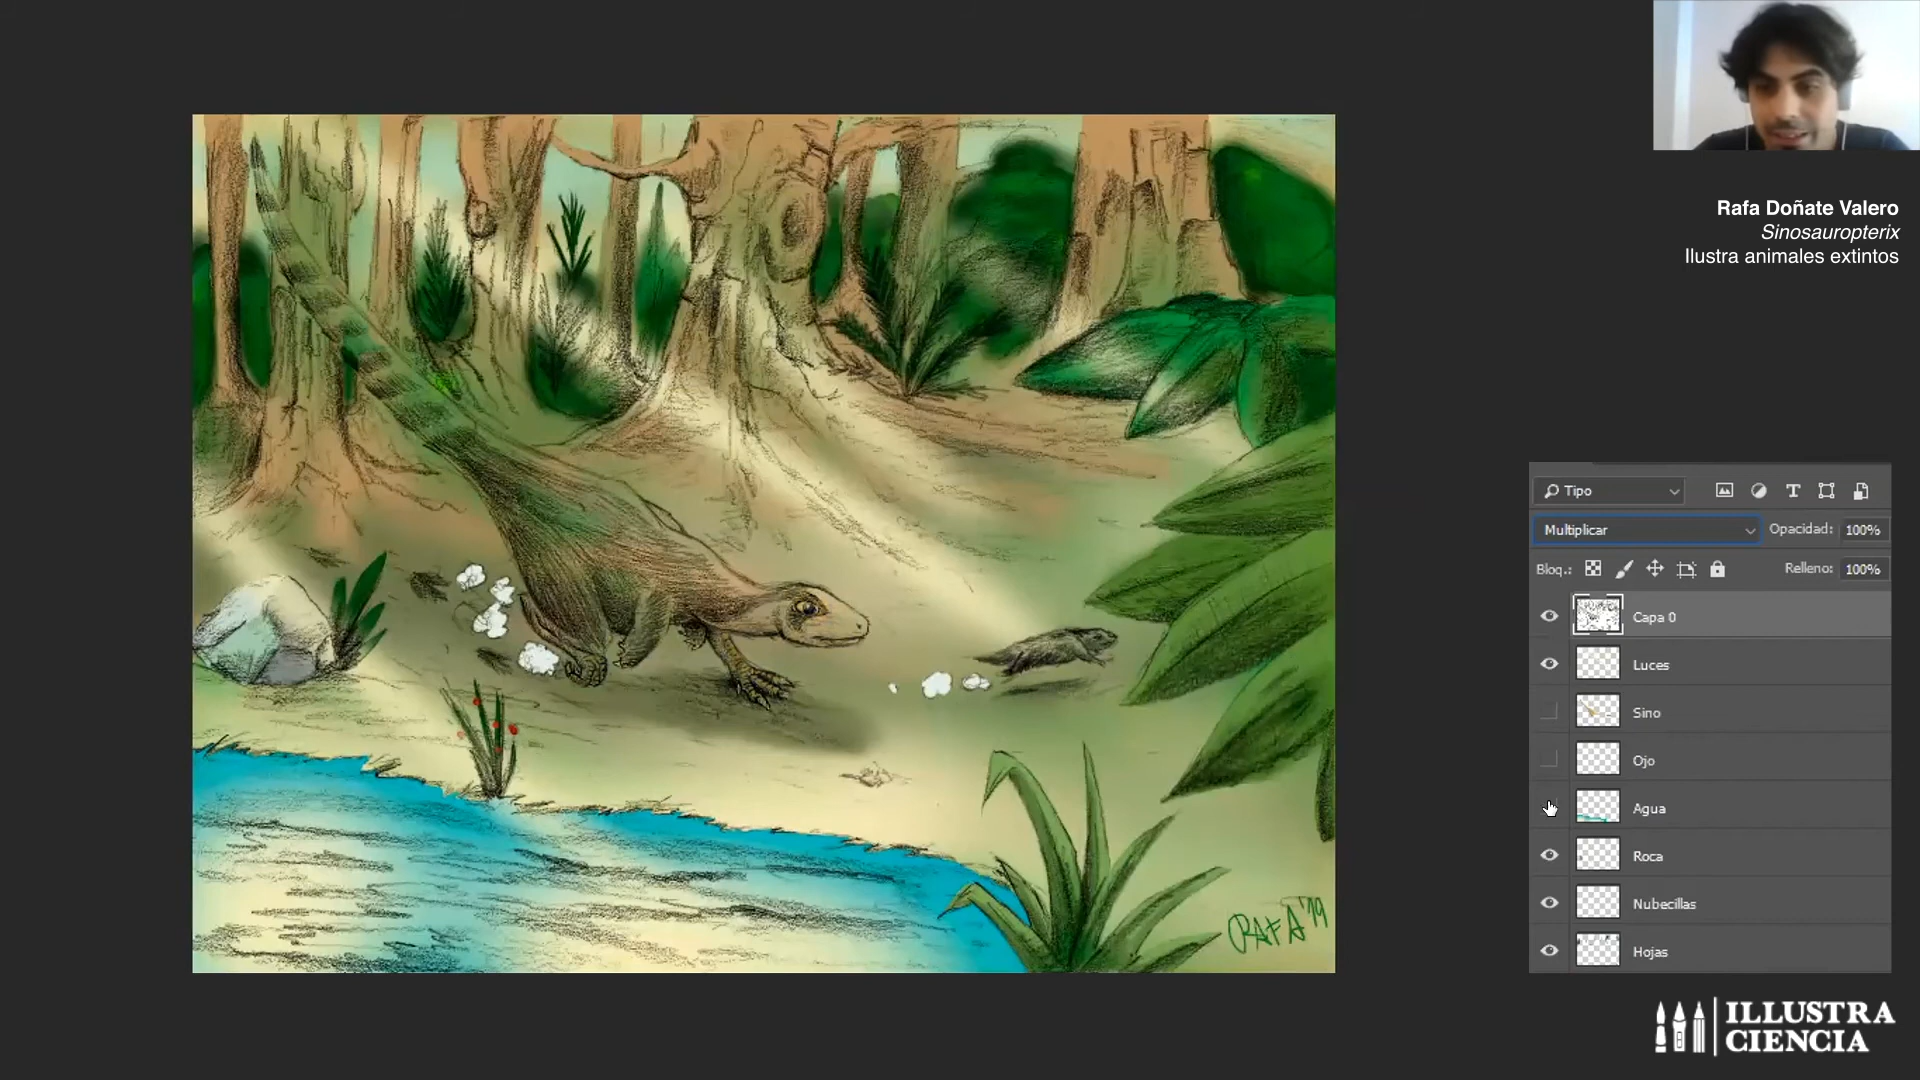 Rafa Doñate Valero
Sinosauropterix
Ilustra animales extintos
Tipo
T
Multiplicar
Opacidad: 100%
Bloq.:
Relleno: 100%
Capa 0
Luces
Sino
Ojo
Agua
Roca
Nubecillas
Hojas
RAFA '19
ILLUSTRA
CIENCIA